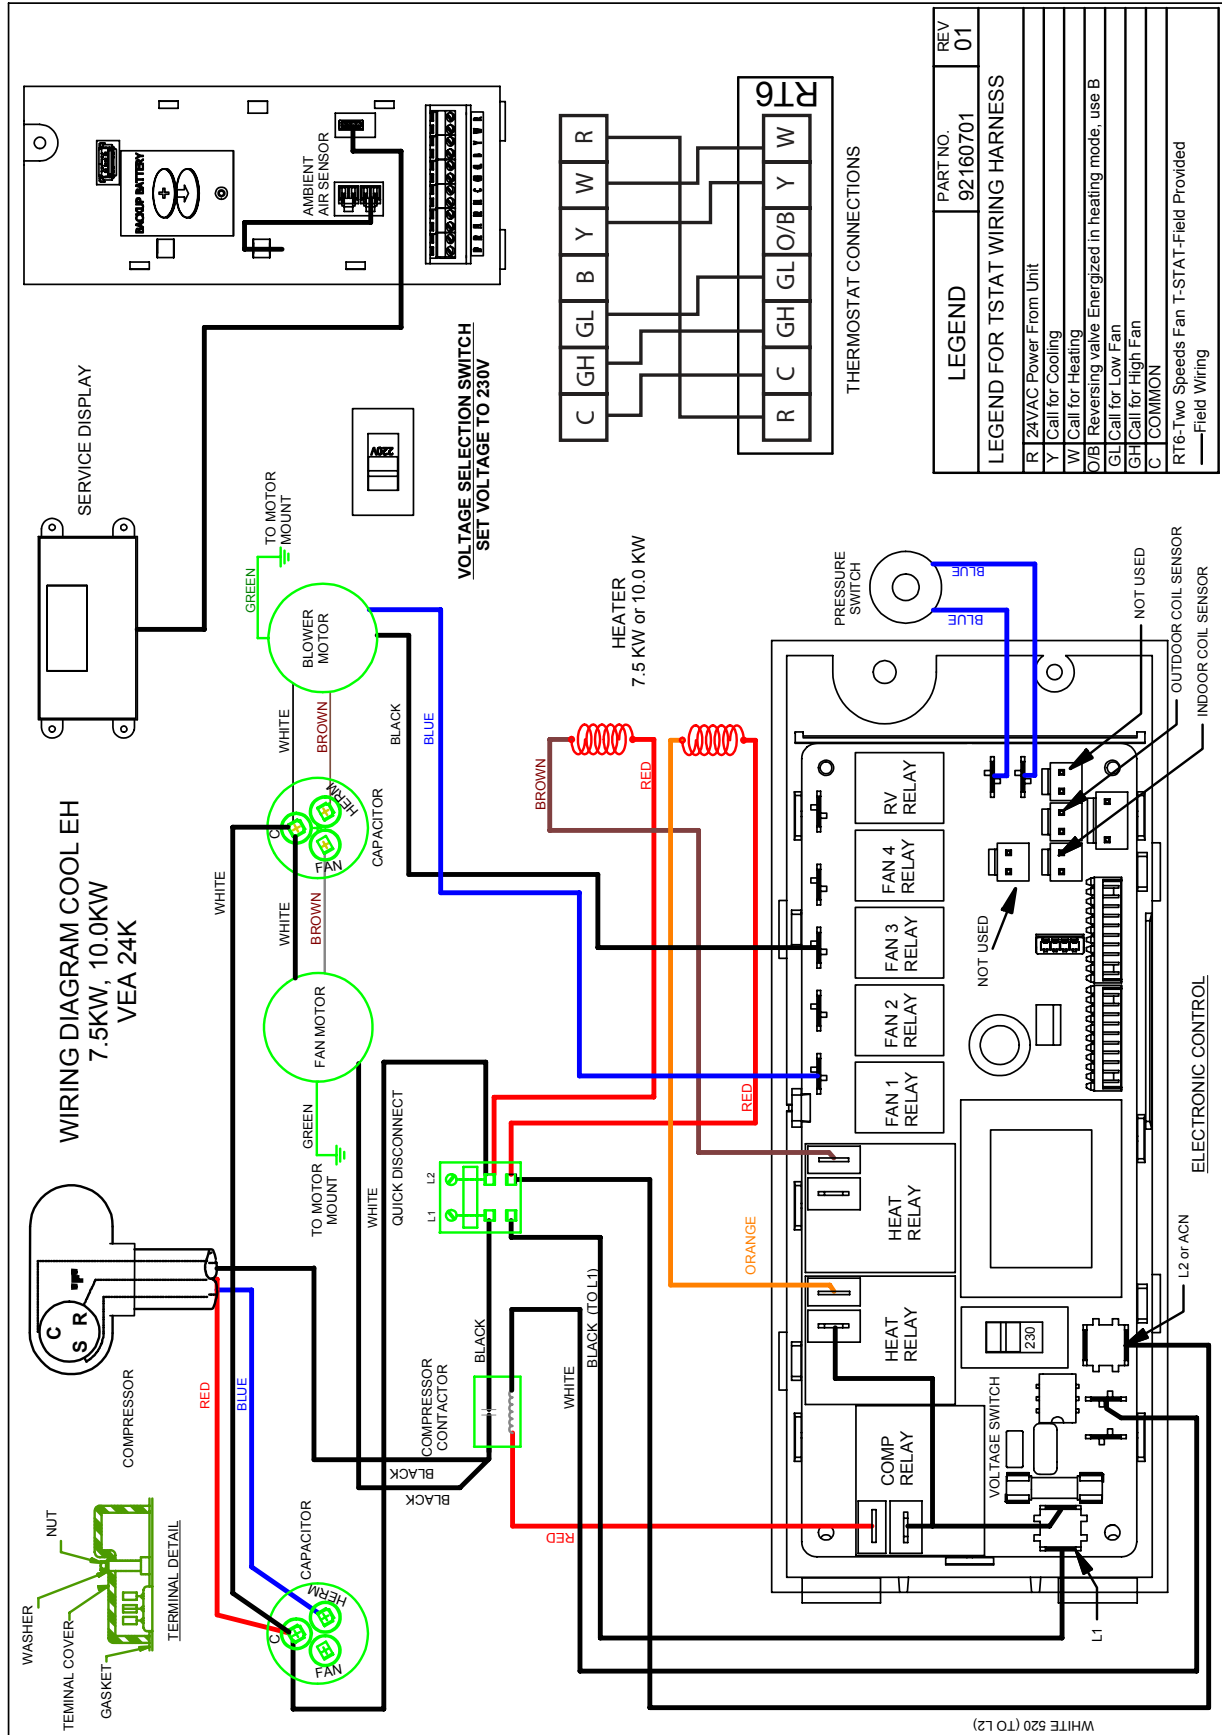 WIRING DIAGRAM COOL EH
7.5KW, 10.0KW
VEA 24K
SERVICE DISPLAY
BACKUP BATTERY
+
AMBIENT
AIR SENSOR
220V
VOLTAGE SELECTION SWITCH
SET VOLTAGE TO 230V
C GH GL B Y W R
R C GH GL O/B Y W
RT6
THERMOSTAT CONNECTIONS
LEGEND
PART NO.
92160701
REV
01
LEGEND FOR TSTAT WIRING HARNESS
R 24VAC Power From Unit
Y Call for Cooling
W Call for Heating
O/B Reversing valve Energized in heating mode, use B
GL Call for Low Fan
GH Call for High Fan
C COMMON
RT6-Two Speeds Fan T-STAT-Field Provided
Field Wiring
WASHER
NUT
TEMINAL COVER
GASKET
TERMINAL DETAIL
COMPRESSOR
C
S R
RED
BLUE
CAPACITOR
C
HERM
FAN
BLACK
BLACK
TO MOTOR
MOUNT
GREEN
FAN MOTOR
WHITE
WHITE
BROWN
C
HERM
FAN
CAPACITOR
WHITE
BROWN
BLOWER
MOTOR
GREEN
TO MOTOR
MOUNT
BLACK
BLUE
WHITE
QUICK DISCONNECT
L1
L2
COMPRESSOR
CONTACTOR
BLACK
WHITE
BLACK (TO L1)
RED
HEATER
7.5 KW or 10.0 KW
BROWN
RED
RED
ORANGE
PRESSURE
SWITCH
BLUE
BLUE
COMP
RELAY
HEAT
RELAY
HEAT
RELAY
FAN 1
RELAY
FAN 2
RELAY
FAN 3
RELAY
FAN 4
RELAY
RV
RELAY
VOLTAGE SWITCH
230
NOT USED
NOT USED
OUTDOOR COIL SENSOR
INDOOR COIL SENSOR
L1
L2 or ACN
ELECTRONIC CONTROL
WHITE 520 (TO L2)